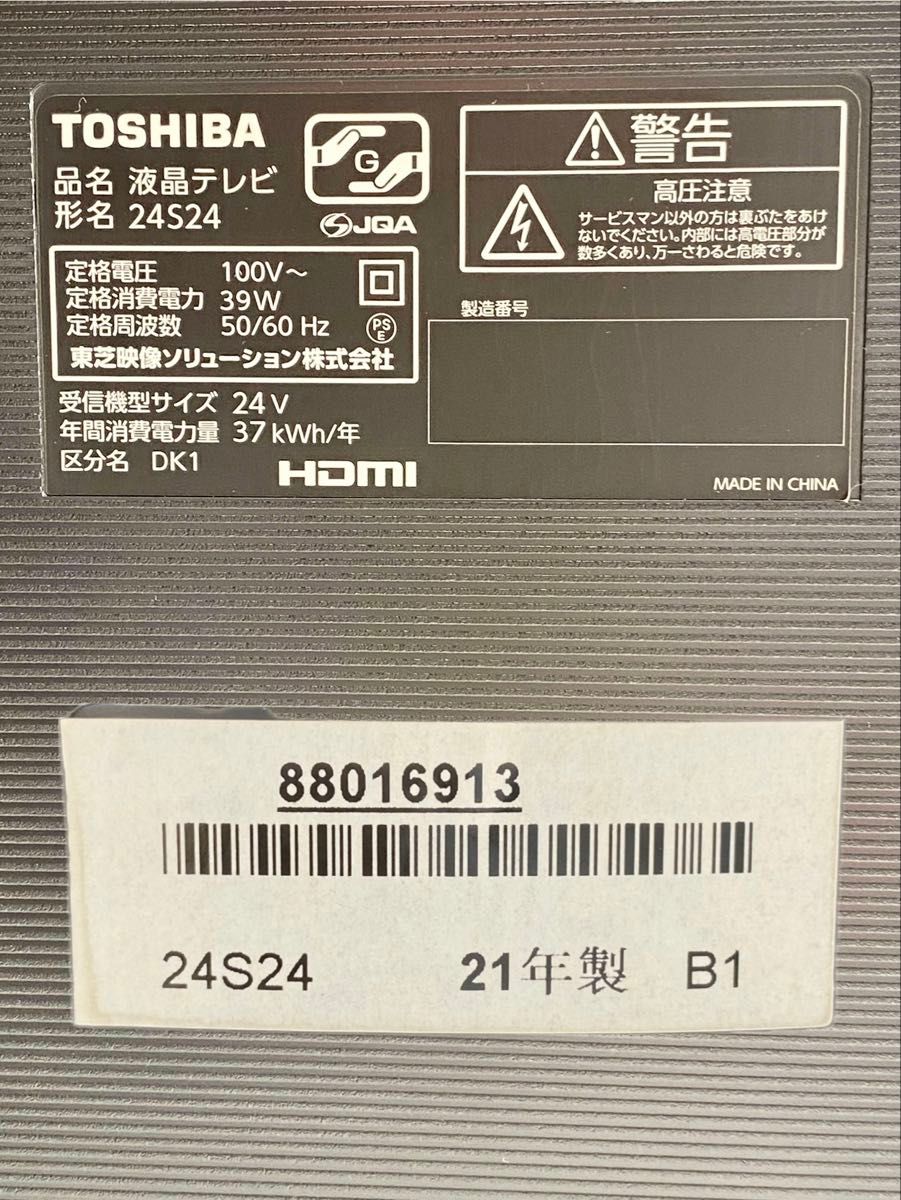 TOSHIBA
品名 液晶テレビ
形名 24S24
G
JQA
定格電圧 100V～
定格消費電力 39W
定格周波数 50/60 Hz
PS
E
東芝映像ソリューション株式会社
受信機型サイズ 24V
年間消費電力量 37kWh/年
区分名 DK1
HDMI
警告
高圧注意
サービスマン以外の方は裏ぶたをあけ
ないでください。内部には高電圧部分が
数多くあり、万一さわると危険です。
製造番号
MADE IN CHINA
88016913
24S24 21年製 B1